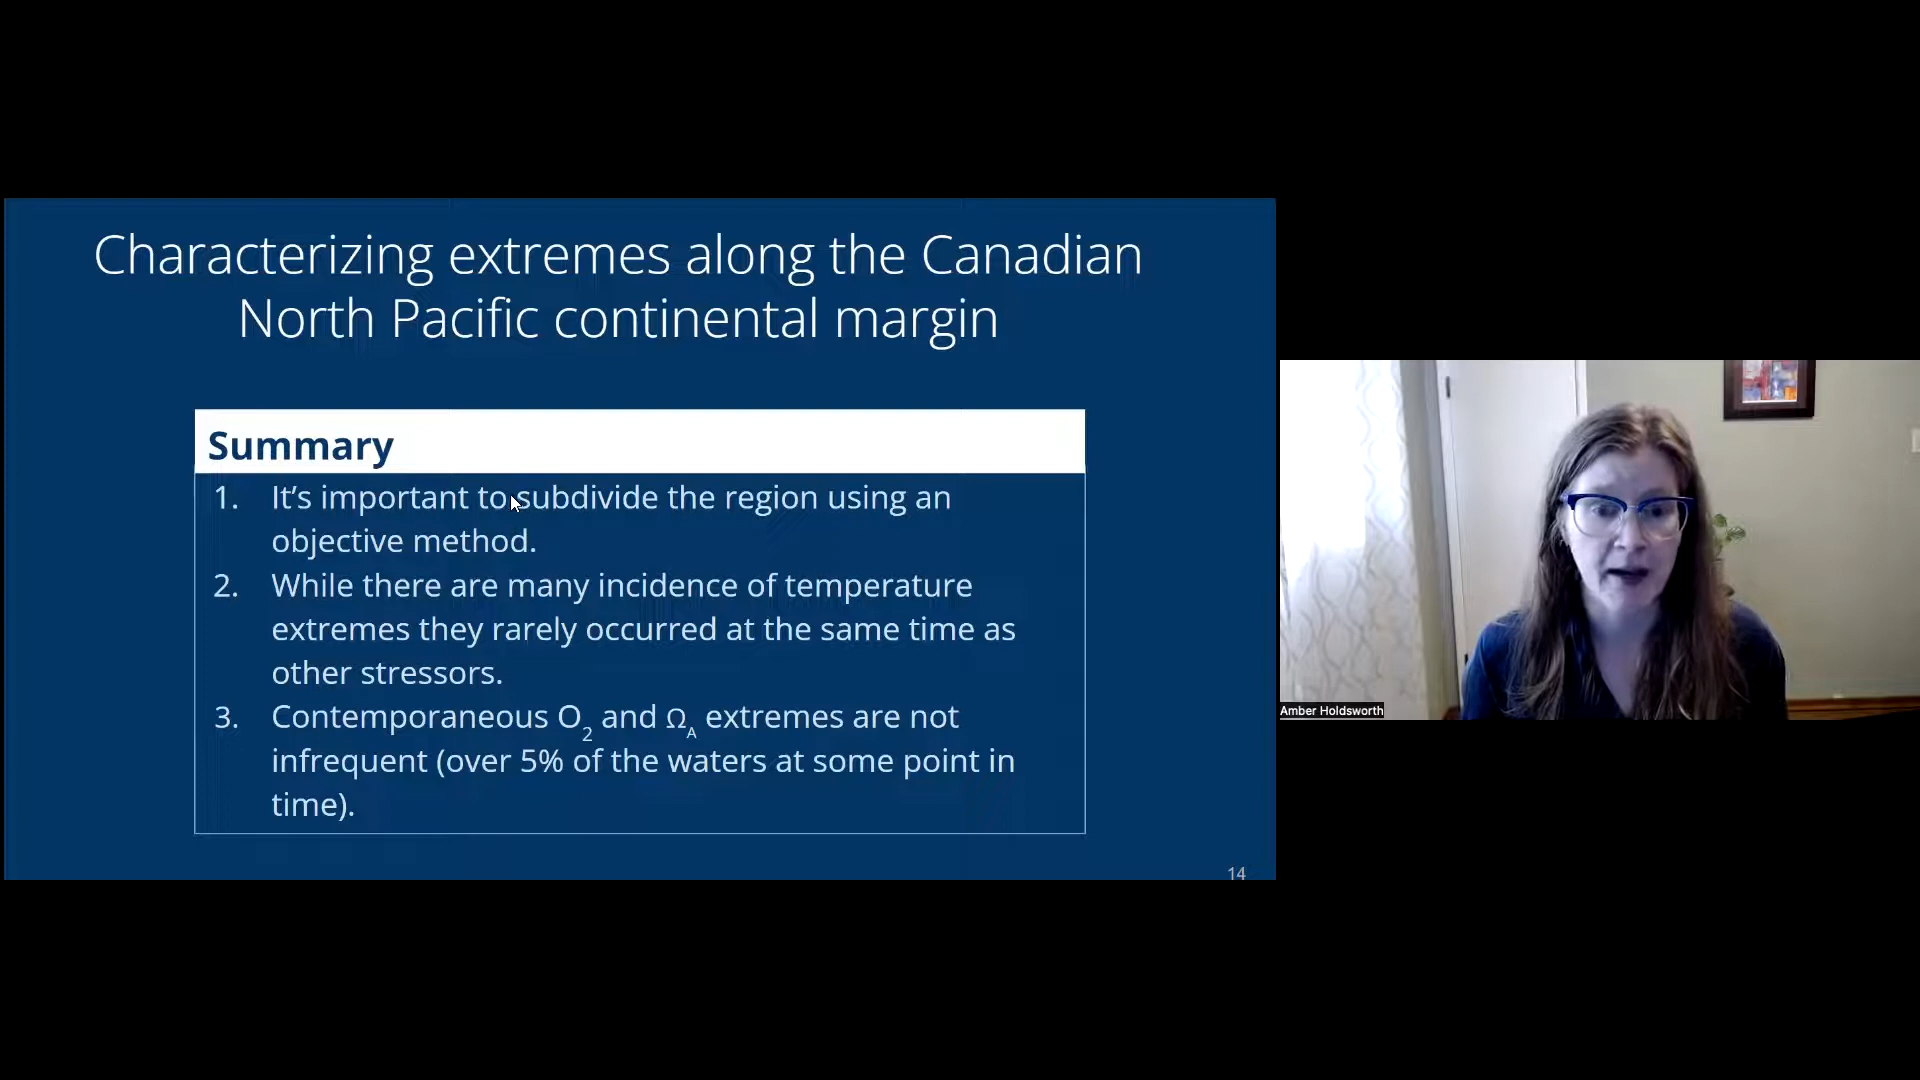 Characterizing extremes along the Canadian
North Pacific continental margin
Summary
1. It’s important to subdivide the region using an
objective method.
2. While there are many incidence of temperature
extremes they rarely occurred at the same time as
other stressors.
3. Contemporaneous O₂ and Ω_A extremes are not
infrequent (over 5% of the waters at some point in
time).
14
Amber Holdsworth